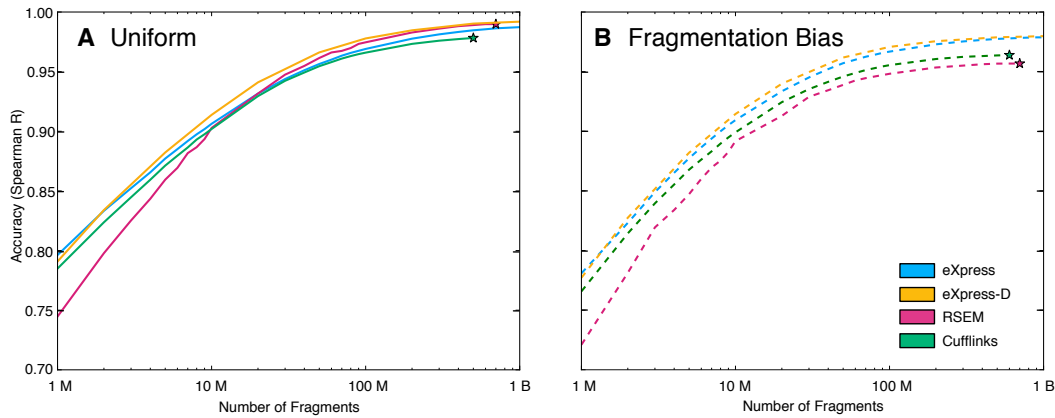 A Uniform
B Fragmentation Bias
Accuracy (Spearman R)
1.00
0.95
0.90
0.85
0.80
0.75
0.70
1 M
10 M
100 M
1 B
Number of Fragments
1 M
10 M
100 M
1 B
Number of Fragments
eXpress
eXpress-D
RSEM
Cufflinks